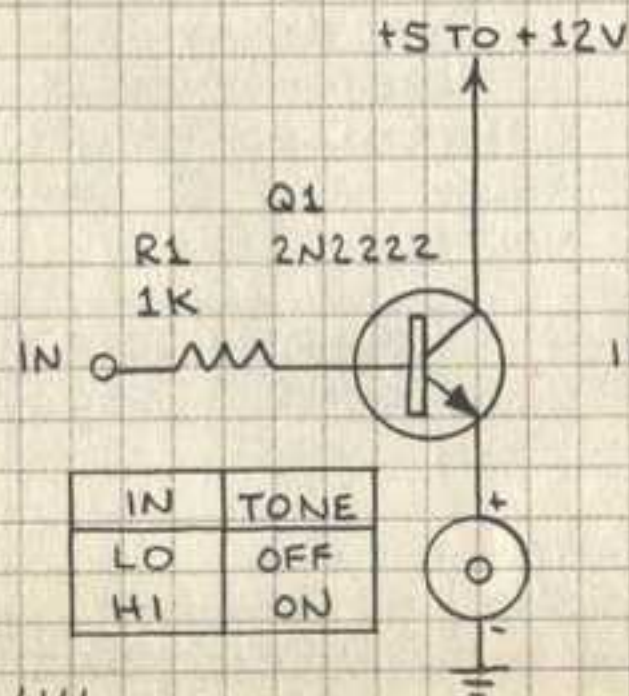 +5 TO + 12V
Q1
2N2222
R1
1K
IN
+
-
IN TONE
LO OFF
HI ON